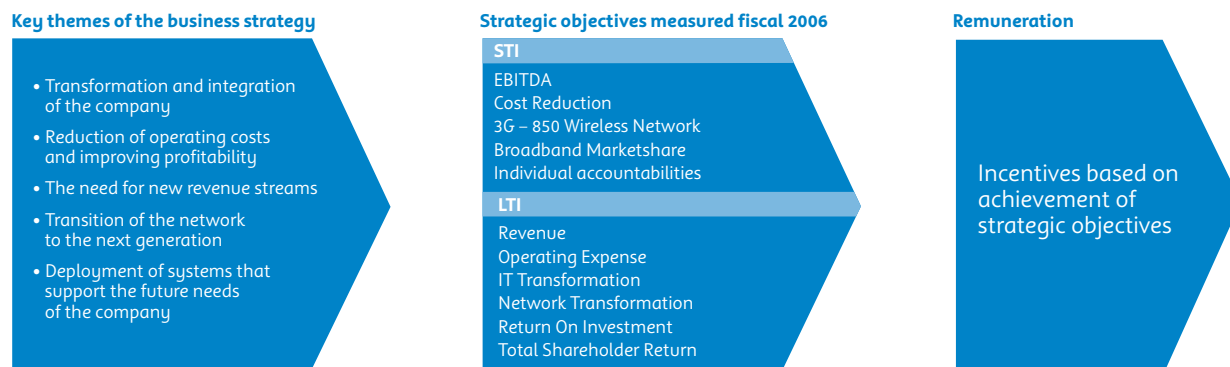 Key themes of the business strategy
• Transformation and integration
of the company
• Reduction of operating costs
and improving profitability
• The need for new revenue streams
• Transition of the network
to the next generation
• Deployment of systems that
support the future needs
of the company
Strategic objectives measured fiscal 2006
STI
EBITDA
Cost Reduction
3G – 850 Wireless Network
Broadband Marketshare
Individual accountabilities
LTI
Revenue
Operating Expense
IT Transformation
Network Transformation
Return On Investment
Total Shareholder Return
Remuneration
Incentives based on
achievement of
strategic objectives